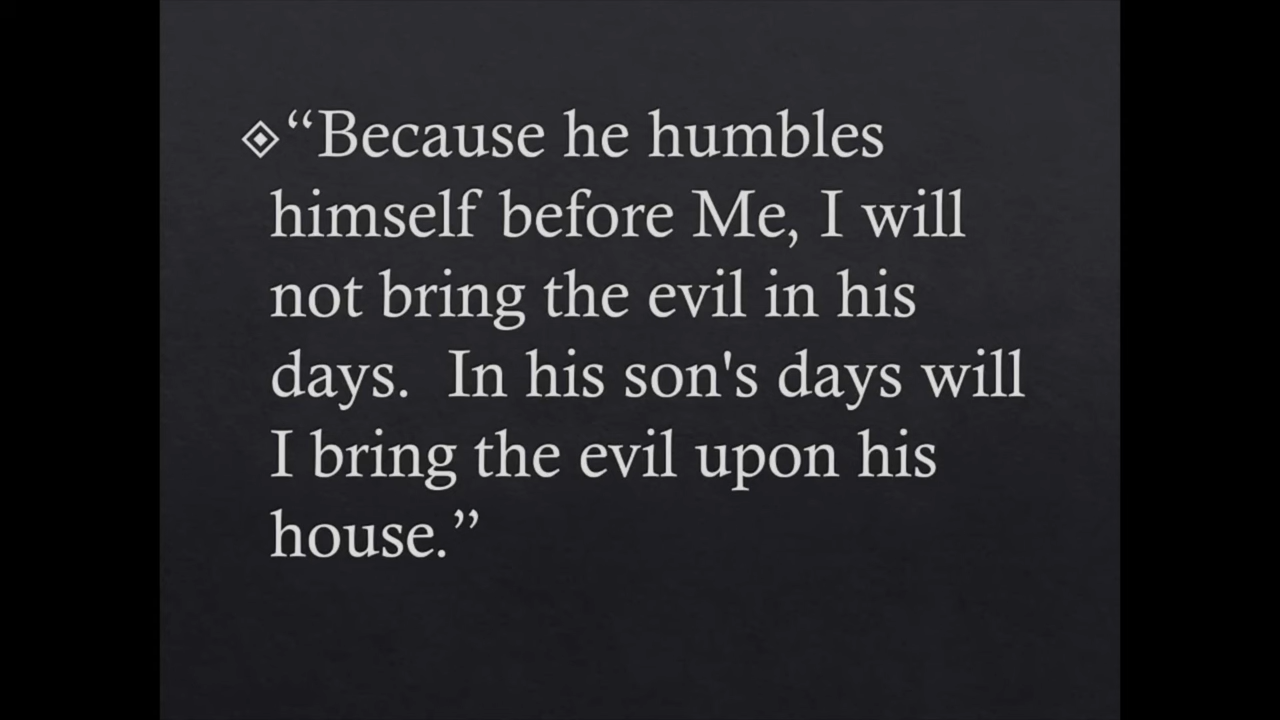 “Because he humbles
himself before Me, I will
not bring the evil in his
days.  In his son's days will
I bring the evil upon his
house.”